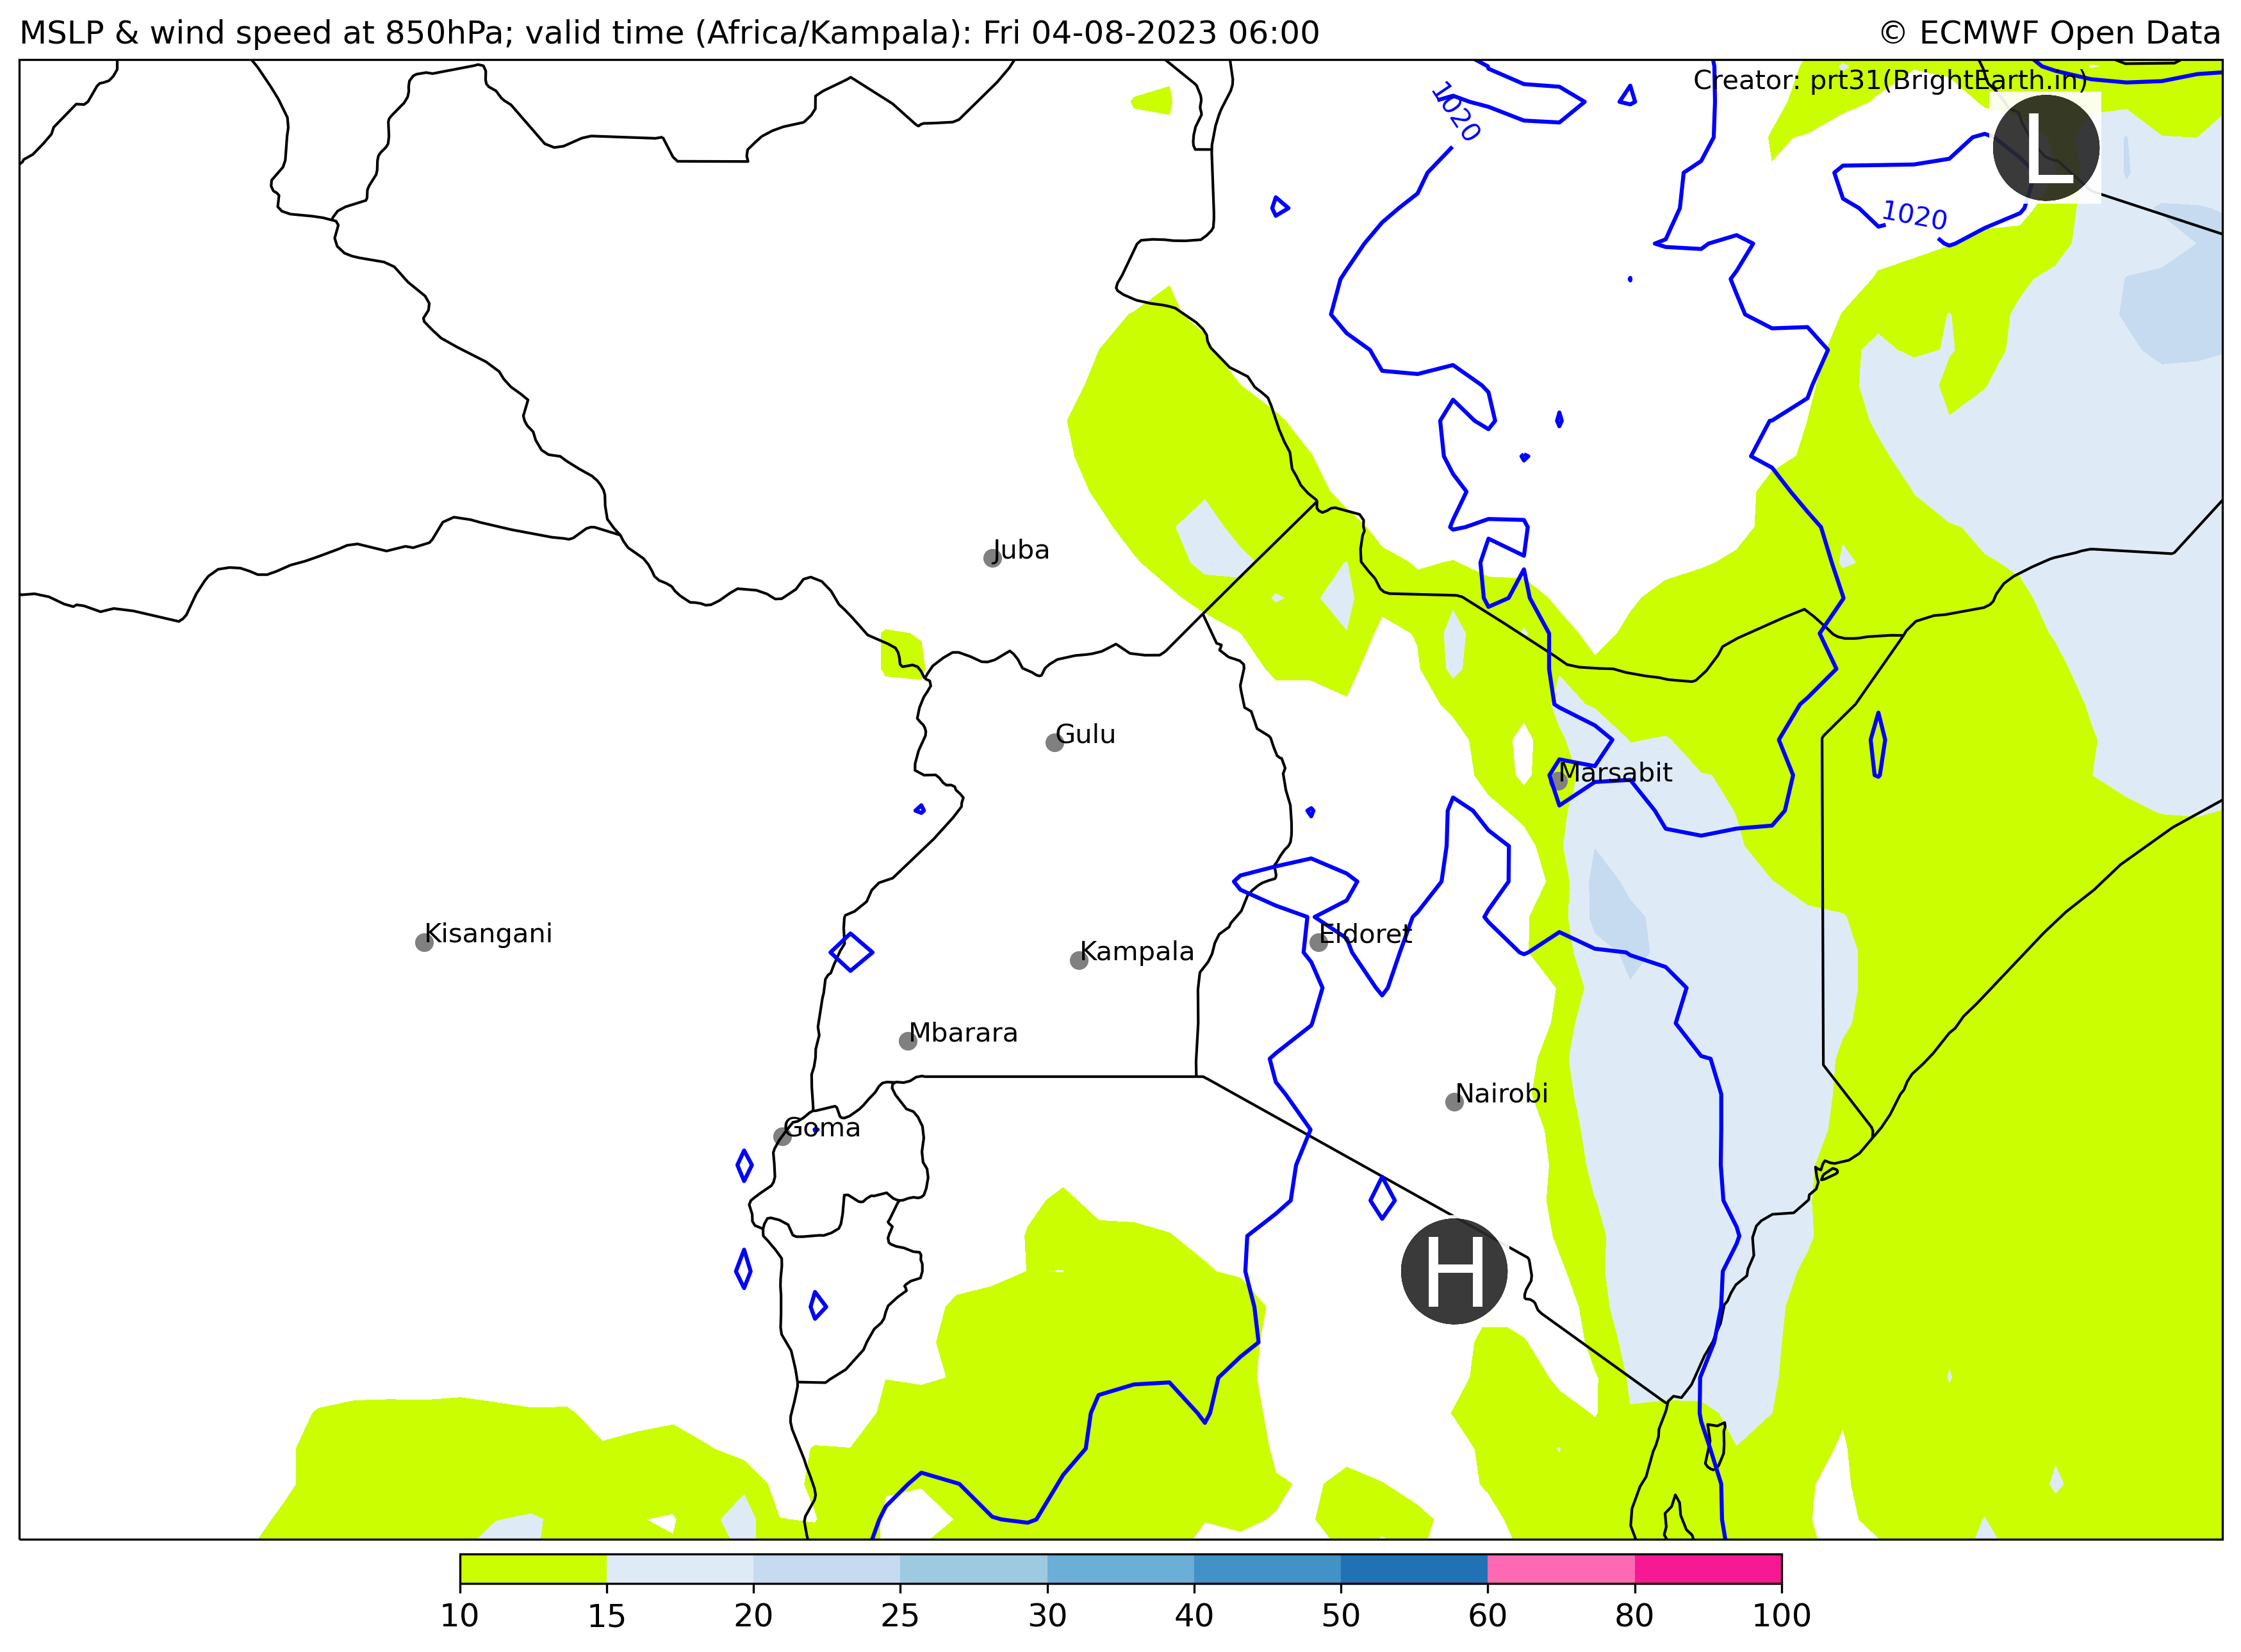 MSLP & wind speed at 850hPa; valid time (Africa/Kampala): Fri 04-08-2023 06:00
© ECMWF Open Data
Creator: prt31(BrightEarth.in)
1020
L
1020
Juba
Gulu
Marsabit
Kisangani
Eldoret
Kampala
Mbarara
Nairobi
Goma
H
10 15 20 25 30 40 50 60 80 100